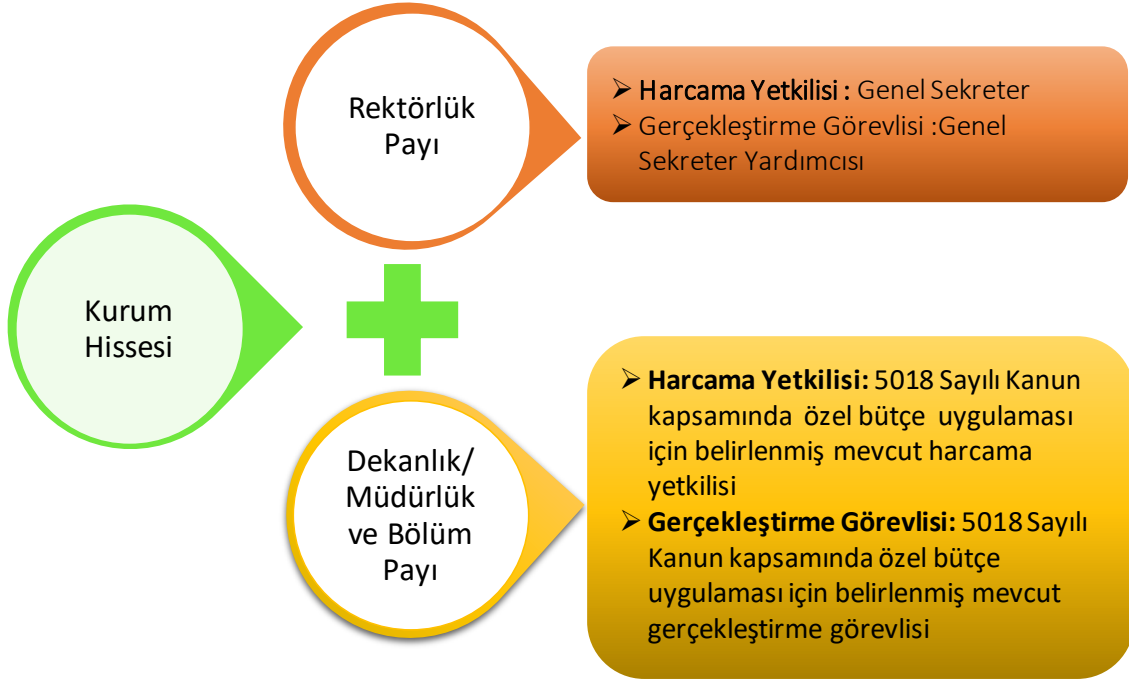 Kurum
Hissesi
Rektörlük
Payı
➢ Harcama Yetkilisi : Genel Sekreter
➢ Gerçekleştirme Görevlisi :Genel
Sekreter Yardımcısı
Dekanlık/
Müdürlük
ve Bölüm
Payı
➢ Harcama Yetkilisi: 5018 Sayılı Kanun
kapsamında özel bütçe uygulaması
için belirlenmiş mevcut harcama
yetkilisi
➢ Gerçekleştirme Görevlisi: 5018 Sayılı
Kanun kapsamında özel bütçe
uygulaması için belirlenmiş mevcut
gerçekleştirme görevlisi